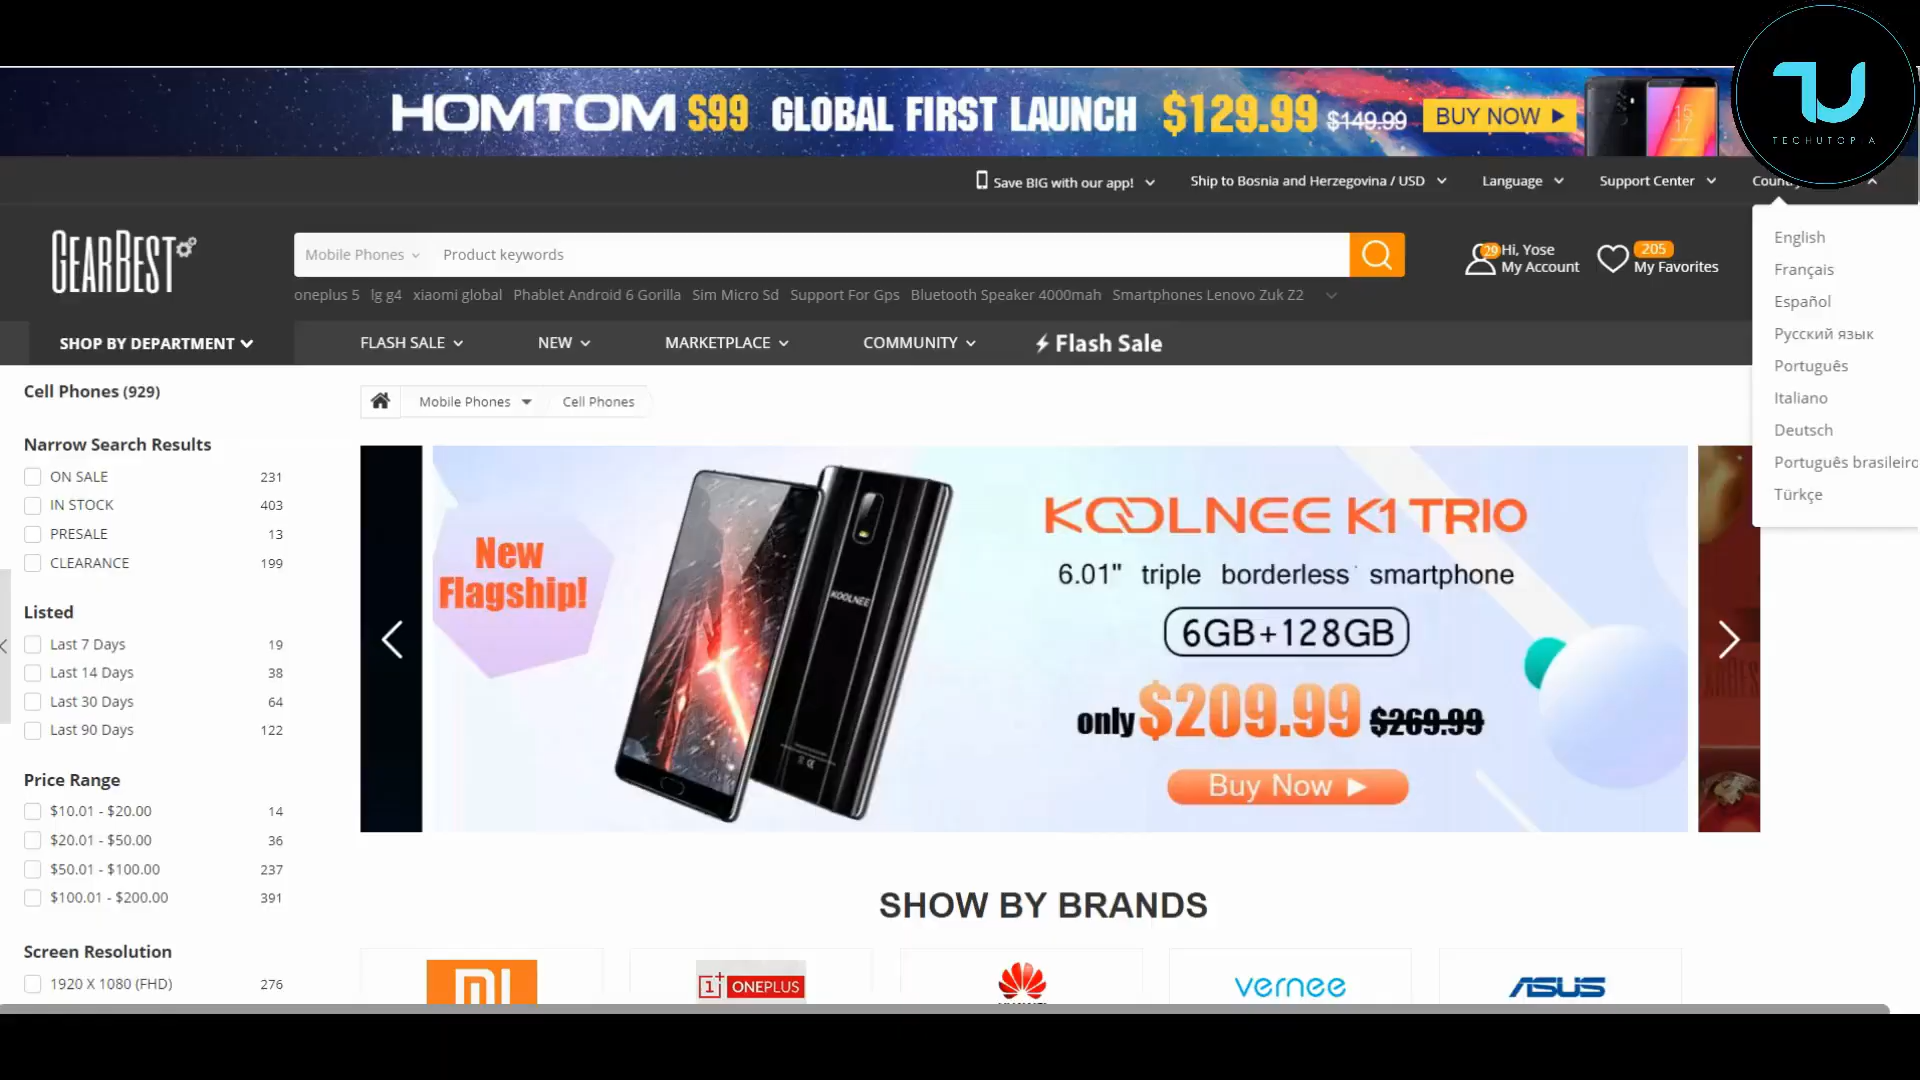 HOMTOM S99 GLOBAL FIRST LAUNCH $129.99 $149.99 BUY NOW
TECHUTOPIA
Save BIG with our app! Ship to Bosnia and Herzegovina / USD Language Support Center
English
Français
Español
Русский язык
Português
Italiano
Deutsch
Português brasileiro
Türkçe
GEARBEST
Mobile Phones Product keywords
29 Hi, Yose
My Account
205
My Favorites
oneplus 5 lg g4 xiaomi global Phablet Android 6 Gorilla Sim Micro Sd Support For Gps Bluetooth Speaker 4000mah Smartphones Lenovo Zuk Z2
SHOP BY DEPARTMENT FLASH SALE NEW MARKETPLACE COMMUNITY Flash Sale
Cell Phones (929)
Narrow Search Results
ON SALE 231
IN STOCK 403
PRESALE 13
CLEARANCE 199
Listed
Last 7 Days 19
Last 14 Days 38
Last 30 Days 64
Last 90 Days 122
Price Range
$10.01 - $20.00 14
$20.01 - $50.00 36
$50.01 - $100.00 237
$100.01 - $200.00 391
Screen Resolution
1920 X 1080 (FHD) 276
Mobile Phones Cell Phones
New
Flagship!
KOOLNEE
KOOLNEE K1 TRIO
6.01" triple borderless smartphone
6GB+128GB
only $209.99 $269.99
Buy Now
SHOW BY BRANDS
MI
1+ ONEPLUS
vernee
ASUS